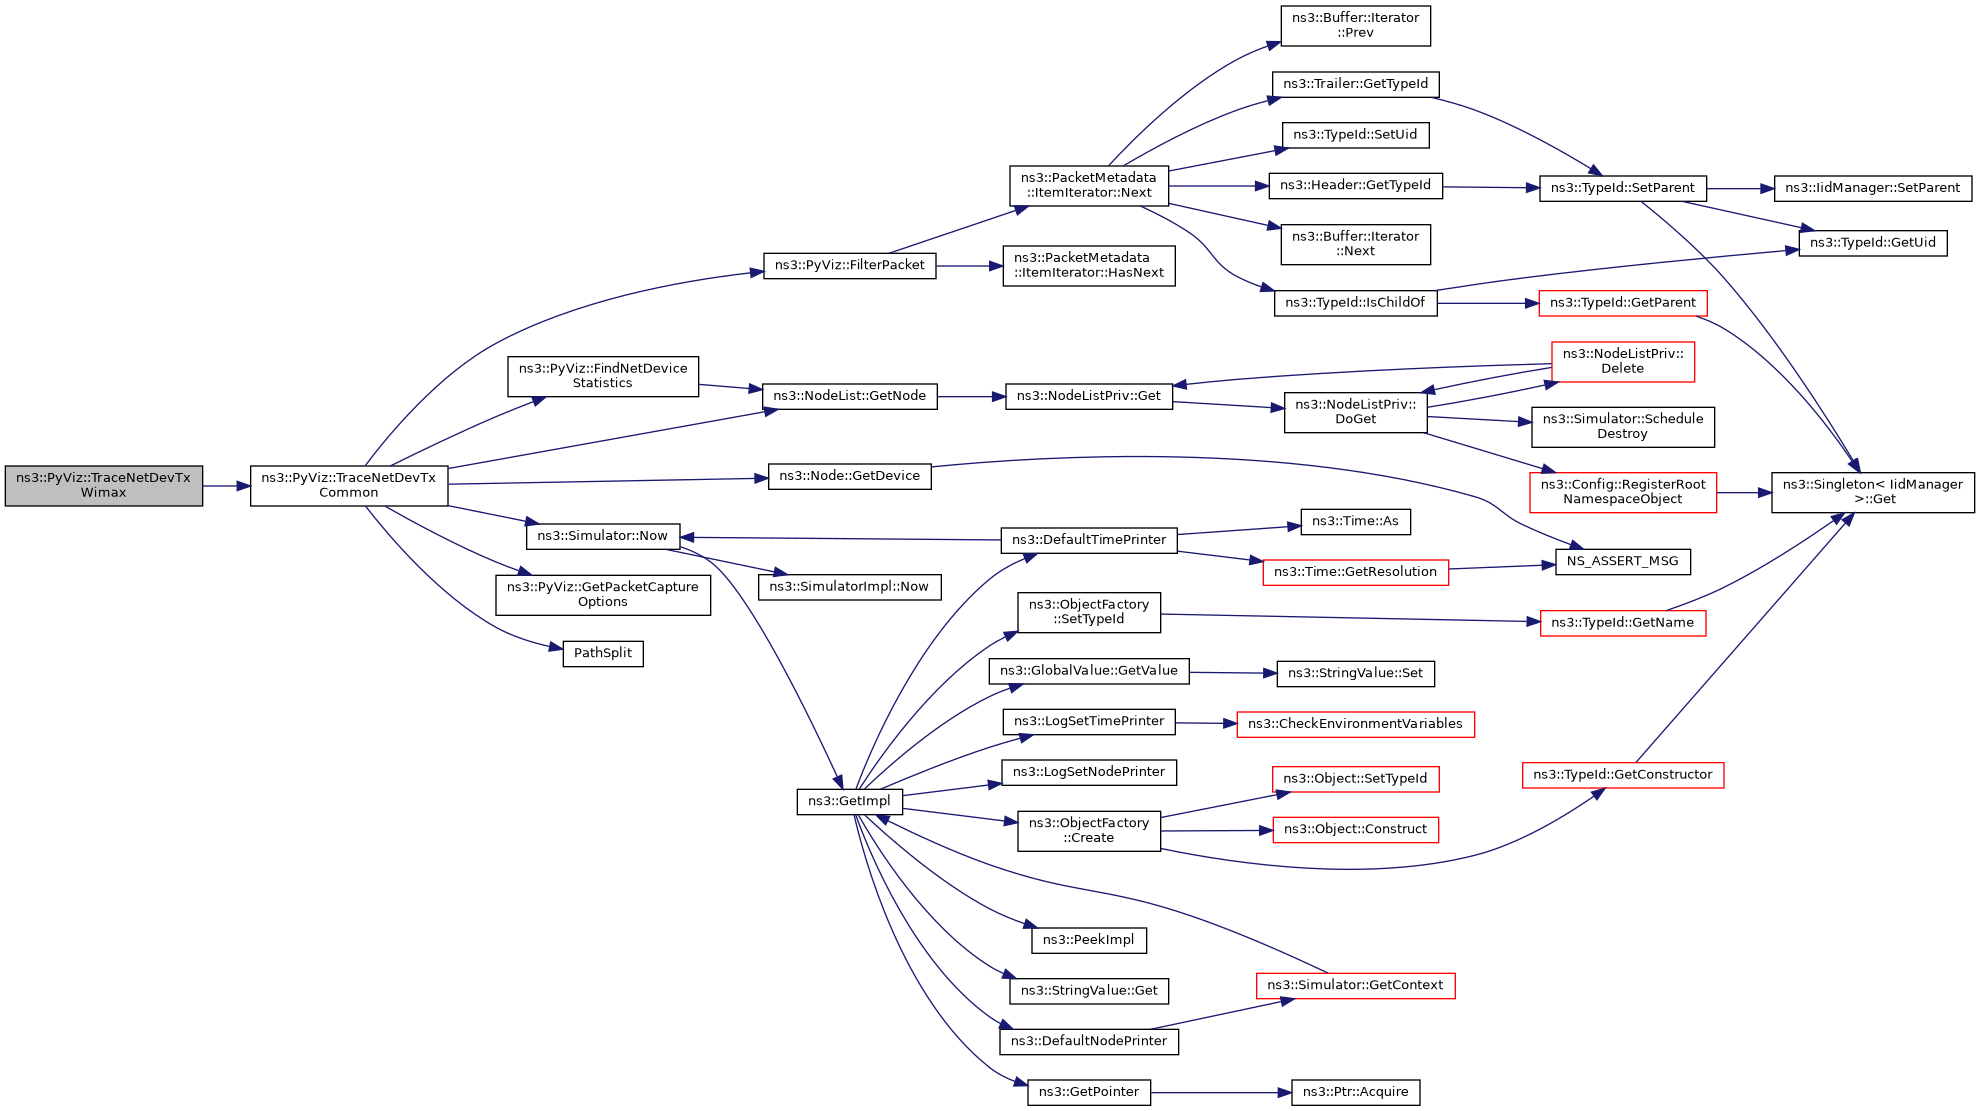 ns3::PyViz::TraceNetDevTx
Wimax
ns3::PyViz::TraceNetDevTx
Common
ns3::PyViz::FilterPacket
ns3::PyViz::FindNetDevice
Statistics
ns3::NodeList::GetNode
ns3::Node::GetDevice
ns3::Simulator::Now
ns3::PyViz::GetPacketCapture
Options
PathSplit
ns3::SimulatorImpl::Now
ns3::GetImpl
ns3::PacketMetadata
::ItemIterator::Next
ns3::PacketMetadata
::ItemIterator::HasNext
ns3::NodeListPriv::Get
ns3::DefaultTimePrinter
ns3::ObjectFactory
::SetTypeId
ns3::GlobalValue::GetValue
ns3::LogSetTimePrinter
ns3::LogSetNodePrinter
ns3::ObjectFactory
::Create
ns3::PeekImpl
ns3::StringValue::Get
ns3::DefaultNodePrinter
ns3::GetPointer
ns3::Buffer::Iterator
::Prev
ns3::Trailer::GetTypeId
ns3::TypeId::SetUid
ns3::Header::GetTypeId
ns3::Buffer::Iterator
::Next
ns3::TypeId::IsChildOf
ns3::NodeListPriv::
DoGet
ns3::Time::As
ns3::Time::GetResolution
ns3::StringValue::Set
ns3::CheckEnvironmentVariables
ns3::Object::SetTypeId
ns3::Object::Construct
ns3::Simulator::GetContext
ns3::Ptr::Acquire
ns3::TypeId::SetParent
ns3::TypeId::GetParent
ns3::NodeListPriv::
Delete
ns3::Simulator::Schedule
Destroy
ns3::Config::RegisterRoot
NamespaceObject
NS_ASSERT_MSG
ns3::TypeId::GetName
ns3::TypeId::GetConstructor
ns3::IidManager::SetParent
ns3::TypeId::GetUid
ns3::Singleton< IidManager
>::Get